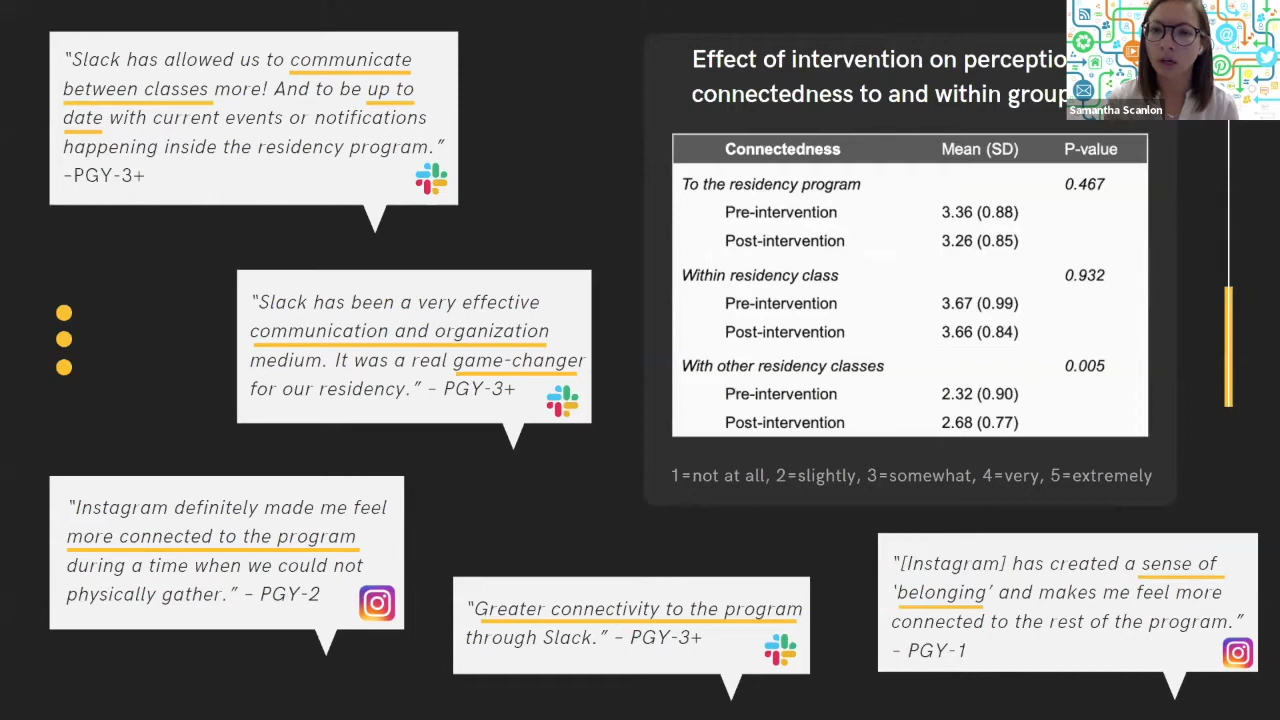 “Slack has allowed us to communicate
between classes more! And to be up to
date with current events or notifications
happening inside the residency program.”
–PGY-3+
“Slack has been a very effective
communication and organization
medium. It was a real game-changer
for our residency.” – PGY-3+
“Instagram definitely made me feel
more connected to the program
during a time when we could not
physically gather.” – PGY-2
“Greater connectivity to the program
through Slack.” – PGY-3+
Effect of intervention on perceptio
connectedness to and within group
Samantha Scanlon
Connectedness Mean (SD) P-value
To the residency program 0.467
Pre-intervention 3.36 (0.88)
Post-intervention 3.26 (0.85)
Within residency class 0.932
Pre-intervention 3.67 (0.99)
Post-intervention 3.66 (0.84)
With other residency classes 0.005
Pre-intervention 2.32 (0.90)
Post-intervention 2.68 (0.77)
1=not at all, 2=slightly, 3=somewhat, 4=very, 5=extremely
“[Instagram] has created a sense of
‘belonging’ and makes me feel more
connected to the rest of the program.”
– PGY-1